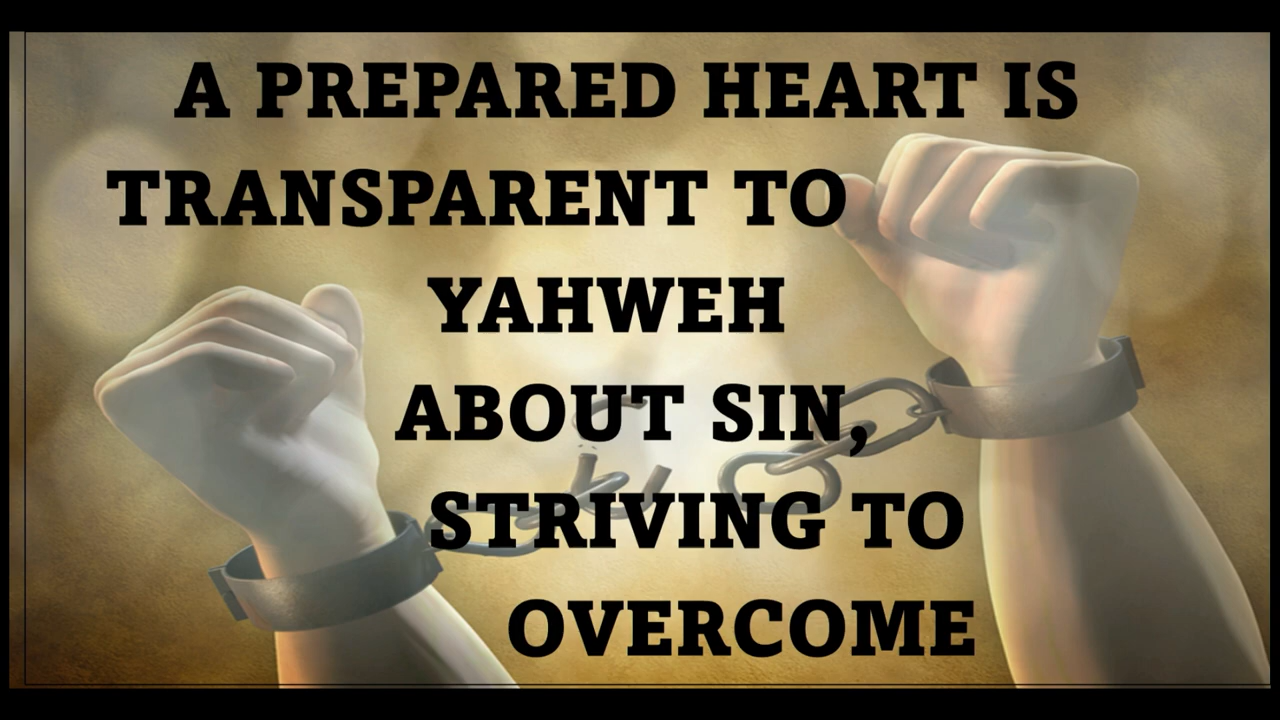 A PREPARED HEART IS
TRANSPARENT TO
YAHWEH
ABOUT SIN,
STRIVING TO
OVERCOME